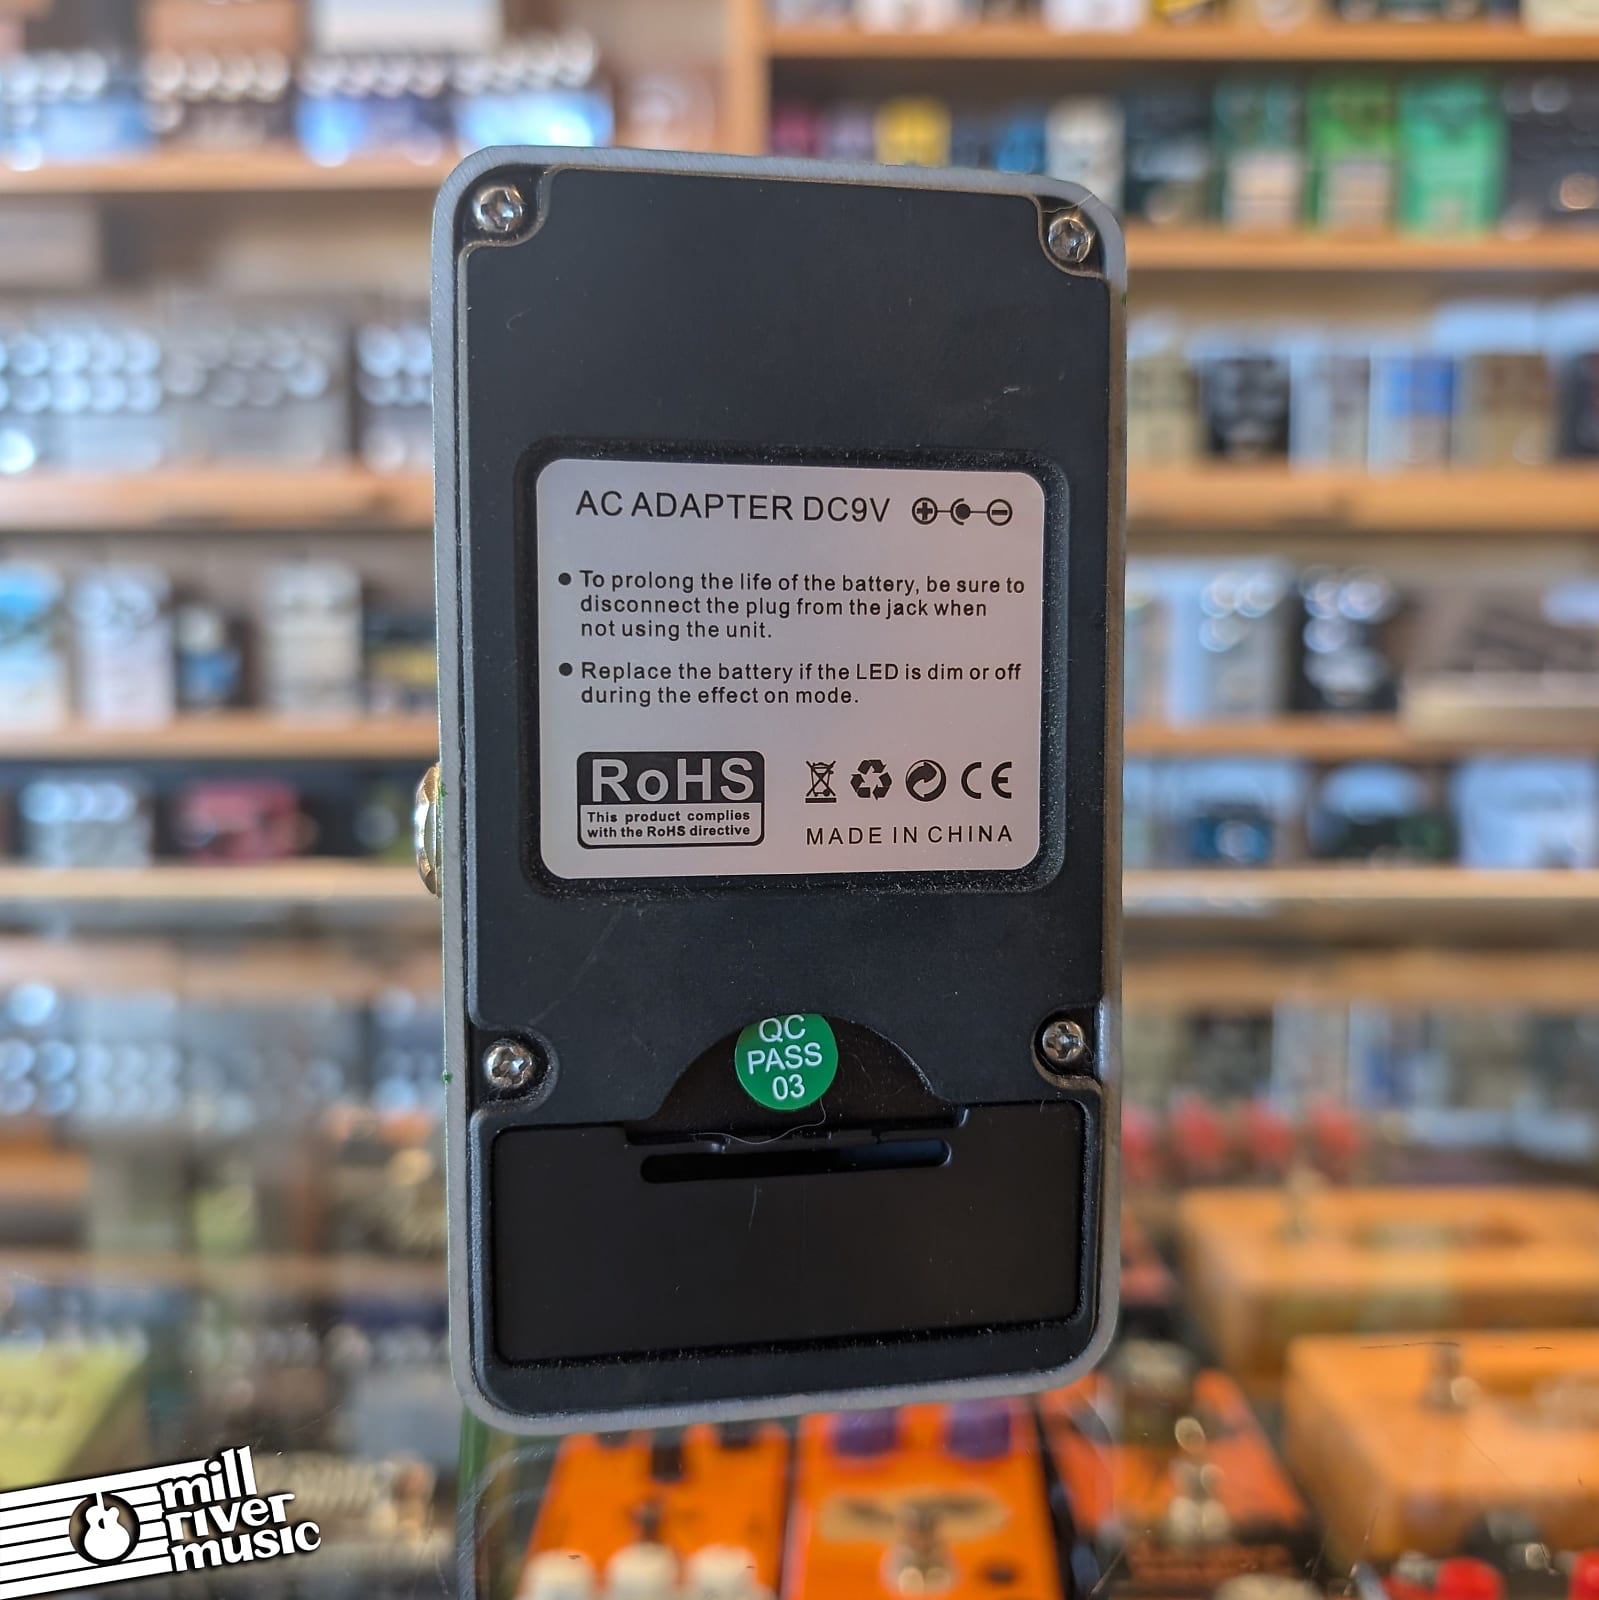 AC ADAPTER DC9V
● To prolong the life of the battery, be sure to
disconnect the plug from the jack when
not using the unit.
● Replace the battery if the LED is dim or off
during the effect on mode.
RoHS
This product complies
with the RoHS directive
CE
MADE IN CHINA
QC
PASS
03
mill
river
music